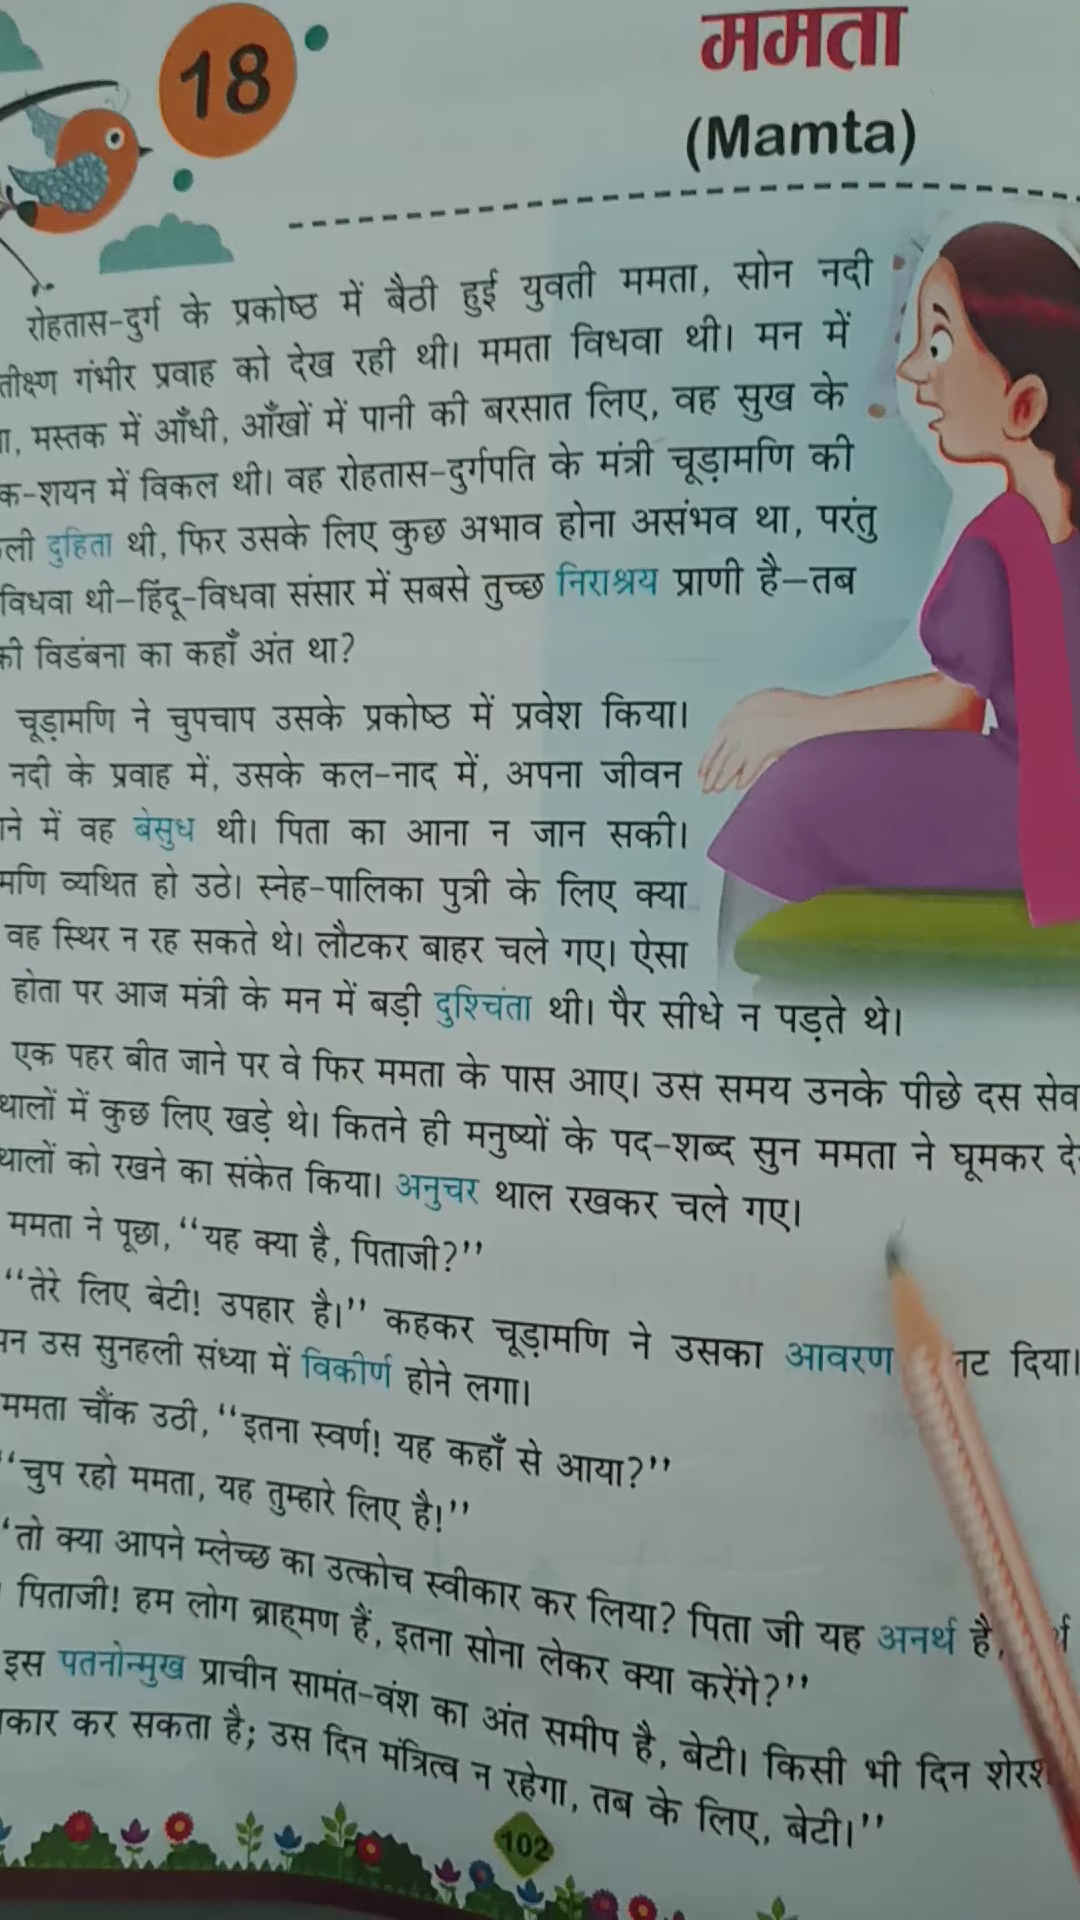 18
ममता
(Mamta)
रोहतास-दुर्ग के प्रकोष्ठ में बैठी हुई युवती ममता, सोन नदी
तीक्ष्ण गंभीर प्रवाह को देख रही थी। ममता विधवा थी। मन में
मस्तक में आँधी, आँखों में पानी की बरसात लिए, वह सुख के
क-शयन में विकल थी। वह रोहतास-दुर्गपति के मंत्री चूड़ामणि की
ली दुहिता थी, फिर उसके लिए कुछ अभाव होना असंभव था, परंतु
विधवा थी—हिंदू-विधवा संसार में सबसे तुच्छ निराश्रय प्राणी है—तब
की विडंबना का कहाँ अंत था?
चूड़ामणि ने चुपचाप उसके प्रकोष्ठ में प्रवेश किया।
नदी के प्रवाह में, उसके कल-नाद में, अपना जीवन
ने में वह बेसुध थी। पिता का आना न जान सकी।
मणि व्यथित हो उठे। स्नेह-पालिका पुत्री के लिए क्या
वह स्थिर न रह सकते थे। लौटकर बाहर चले गए। ऐसा
होता पर आज मंत्री के मन में बड़ी दुश्चिंता थी। पैर सीधे न पड़ते थे।
एक पहर बीत जाने पर वे फिर ममता के पास आए। उस समय उनके पीछे दस सेव
थालों में कुछ लिए खड़े थे। कितने ही मनुष्यों के पद-शब्द सुन ममता ने घूमकर
थालों को रखने का संकेत किया। अनुचर थाल रखकर चले गए।
ममता ने पूछा, ‘‘यह क्या है, पिताजी?’’
‘‘तेरे लिए बेटी! उपहार है।’’ कहकर चूड़ामणि ने उसका आवरण दिया।
उस सुनहली संध्या में विकीर्ण होने लगा।
ममता चौंक उठी, ‘‘इतना स्वर्ण! यह कहाँ से आया?’’
‘‘चुप रहो ममता, यह तुम्हारे लिए है!’’
‘तो क्या आपने म्लेच्छ का उत्कोच स्वीकार कर लिया? पिता जी यह अनर्थ है,
पिताजी! हम लोग ब्राह्मण हैं, इतना सोना लेकर क्या करेंगे?’’
इस पतनोन्मुख प्राचीन सामंत-वंश का अंत समीप है, बेटी। किसी भी दिन शेरश
कार कर सकता है; उस दिन मंत्रित्व न रहेगा, तब के लिए, बेटी।’’
102